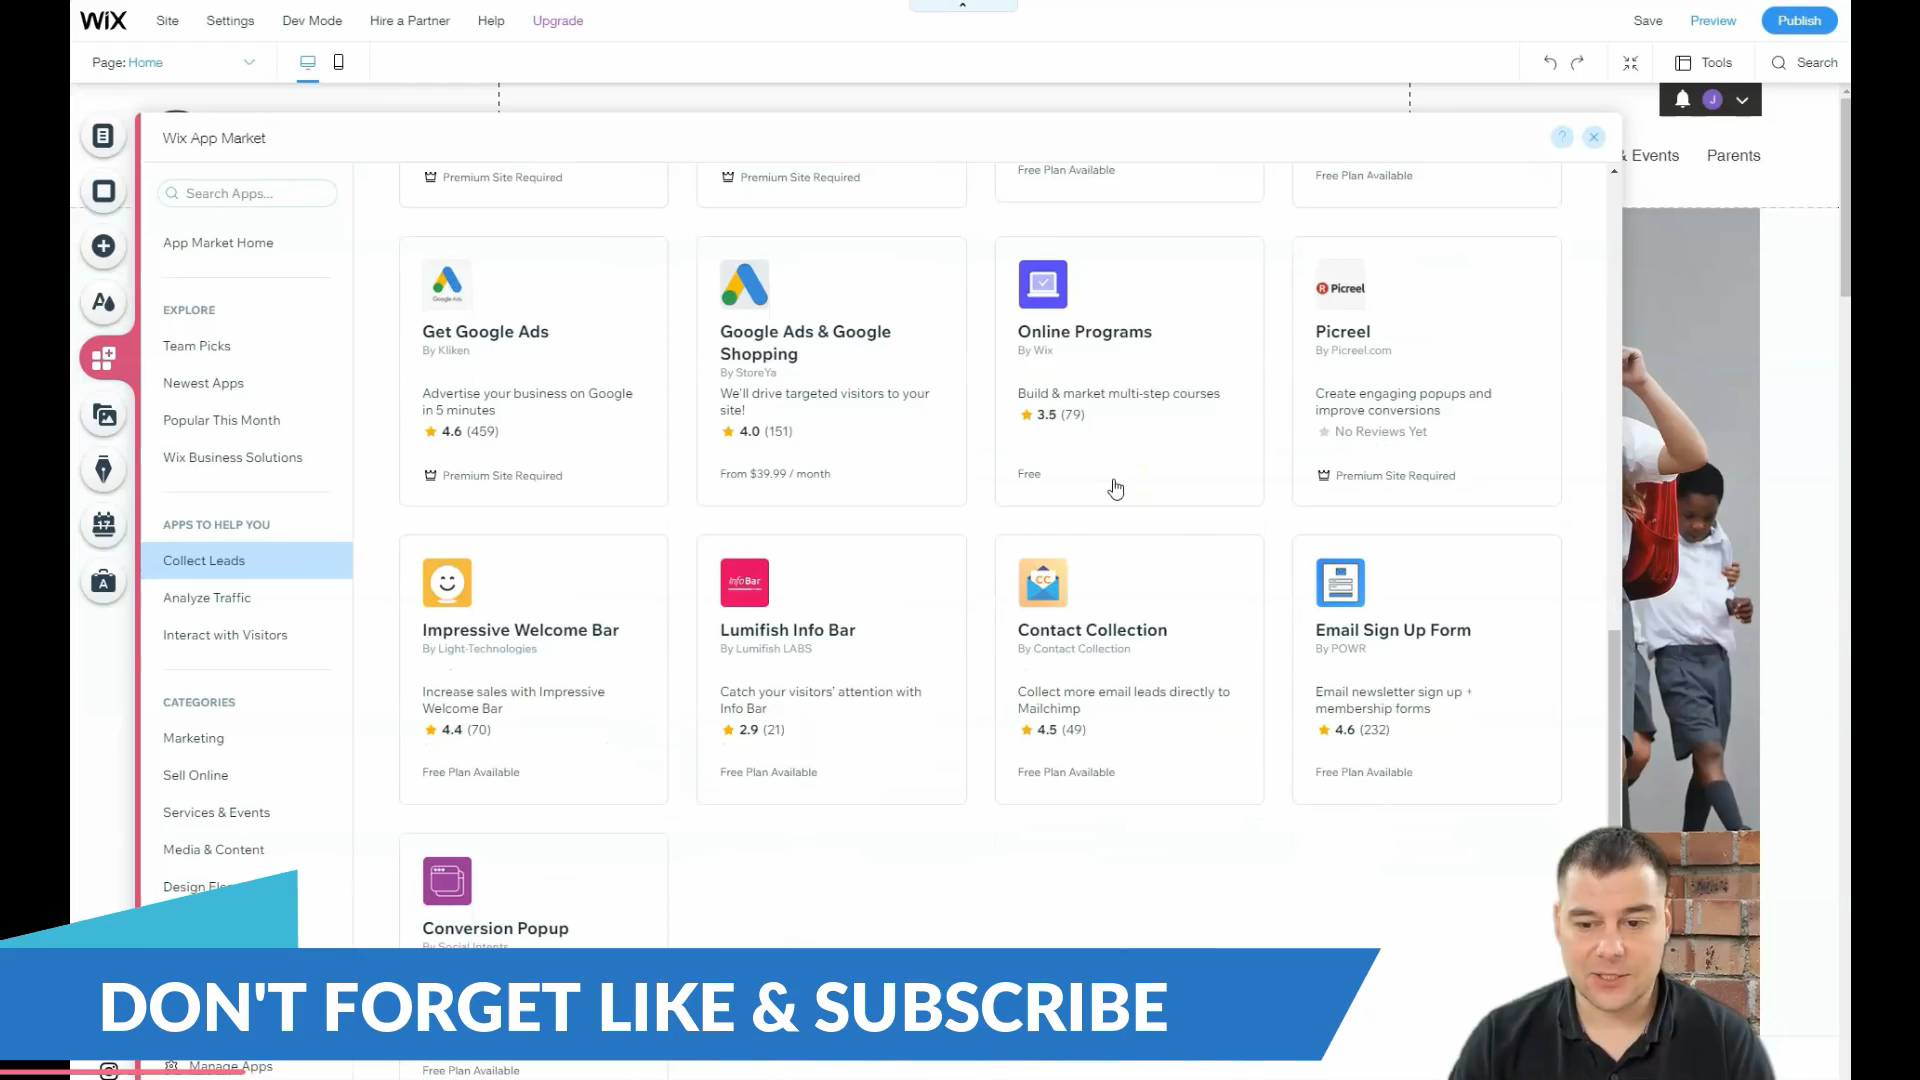 WIX Site Settings Dev Mode Hire a Partner Help Upgrade Save Preview Publish
Page: Home Tools Search
J
& Events Parents
Wix App Market ?
Search Apps...
App Market Home
EXPLORE
Team Picks
Newest Apps
Popular This Month
Wix Business Solutions
APPS TO HELP YOU
Collect Leads
Analyze Traffic
Interact with Visitors
CATEGORIES
Marketing
Sell Online
Services & Events
Media & Content
Design
Manage Apps
Premium Site Required
Premium Site Required
Free Plan Available
Free Plan Available
Google Ads
Get Google Ads
By Kliken
Advertise your business on Google
in 5 minutes
4.6 (459)
Premium Site Required
Google Ads & Google
Shopping
By StoreYa
We'll drive targeted visitors to your
site!
4.0 (151)
From $39.99 / month
Online Programs
By Wix
Build & market multi-step courses
3.5 (79)
Free
Picreel
Picreel
By Picreel.com
Create engaging popups and
improve conversions
No Reviews Yet
Premium Site Required
Impressive Welcome Bar
By Light-Technologies
Increase sales with Impressive
Welcome Bar
4.4 (70)
Free Plan Available
InfoBar
Lumifish Info Bar
By Lumifish LABS
Catch your visitors' attention with
Info Bar
2.9 (21)
Free Plan Available
CC
Contact Collection
By Contact Collection
Collect more email leads directly to
Mailchimp
4.5 (49)
Free Plan Available
Email Sign Up Form
By POWR
Email newsletter sign up +
membership forms
4.6 (232)
Free Plan Available
Conversion Popup
By Social Intents
Free Plan Available
DON'T FORGET LIKE & SUBSCRIBE